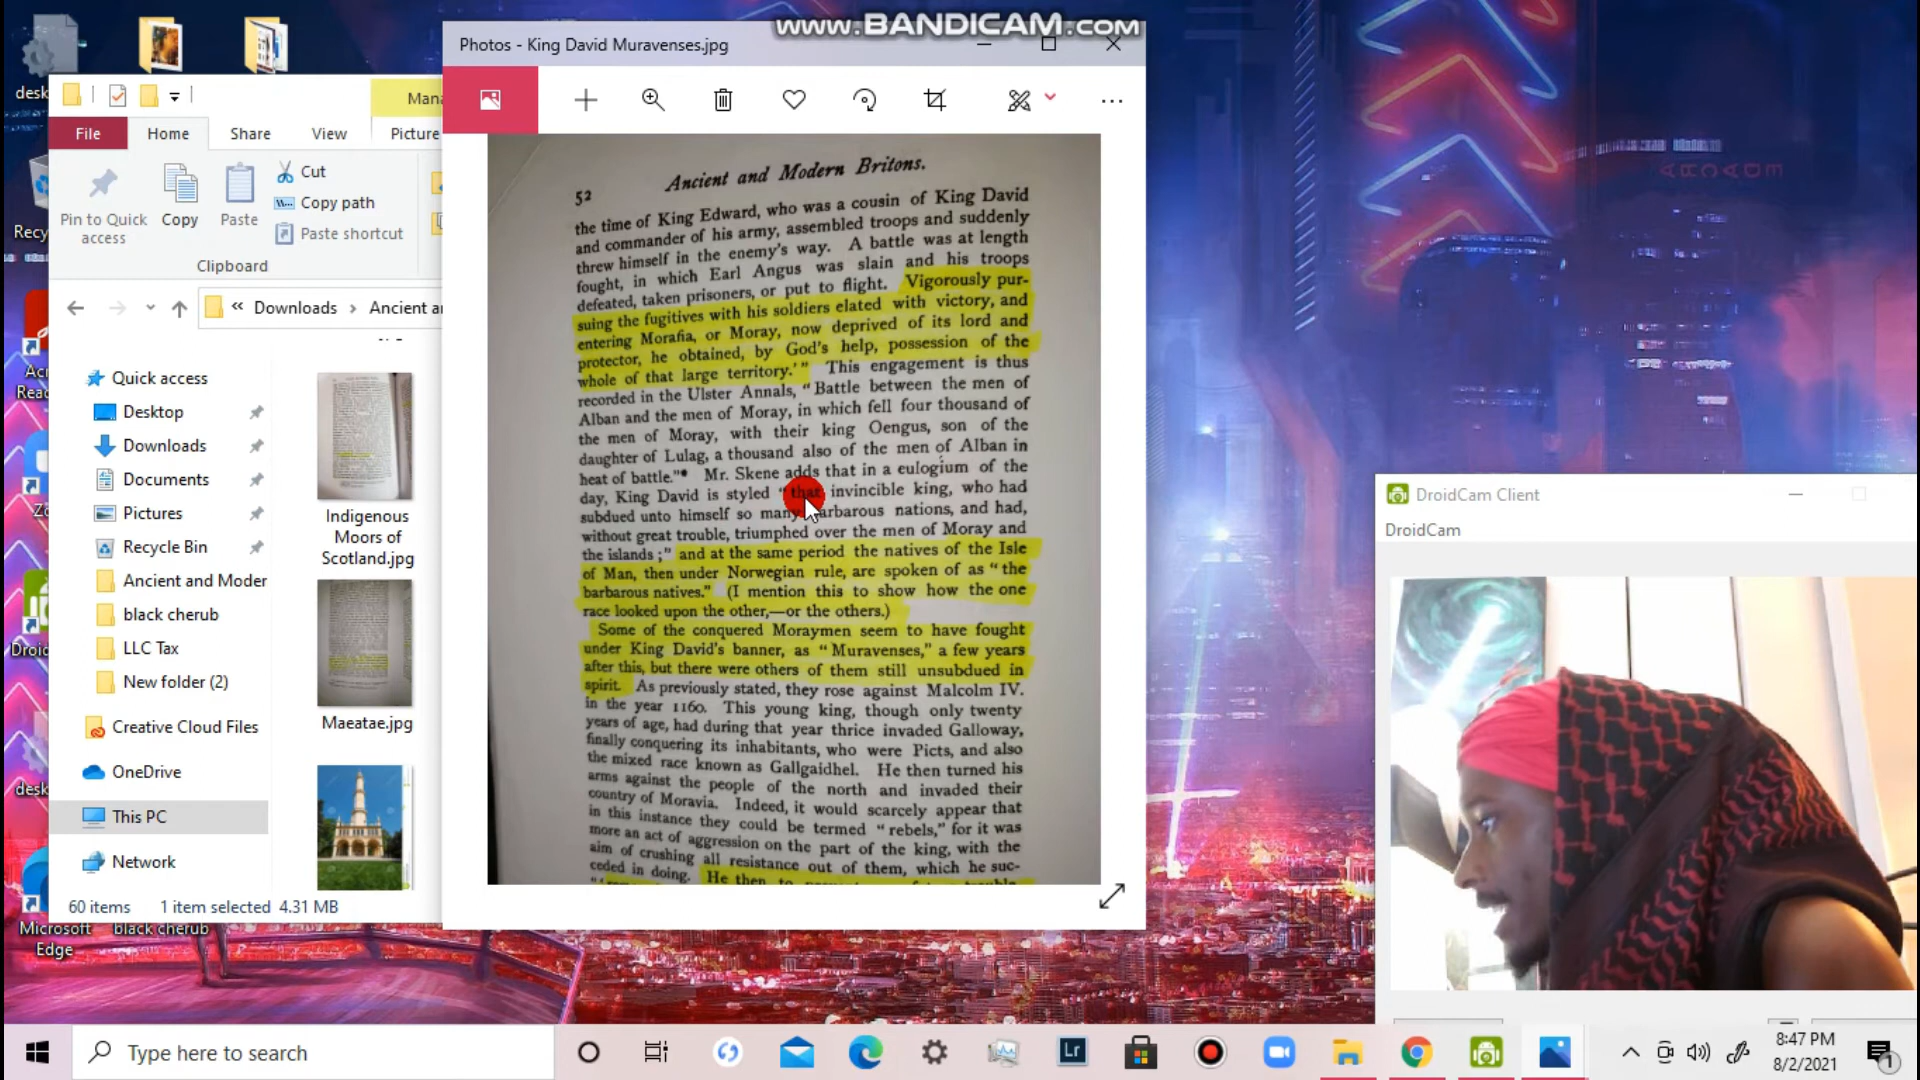 www.BANDICAM.com
Photos - King David Muravenses.jpg
File
Home
Share
View
Picture
Pin to Quick access
Copy
Paste
Cut
Copy path
Paste shortcut
Clipboard
Downloads
Quick access
Desktop
Downloads
Documents
Pictures
Recycle Bin
Ancient and Moder
black cherub
LLC Tax
New folder (2)
Creative Cloud Files
OneDrive
This PC
Network
60 items 1 item selected 4.31 MB
Indigenous
Moors of
Scotland.jpg
Maeatae.jpg
52 Ancient and Modern Britons.
the time of King Edward, who was a cousin of King David
and commander of his army, assembled troops and suddenly
threw himself in the enemy's way. A battle was at length
fought, in which Earl Angus was slain and his troops
defeated, taken prisoners, or put to flight. Vigorously pur-
suing the fugitives with his soldiers elated with victory, and
entering Morafia, or Moray, now deprived of its lord and
protector, he obtained, by God's help, possession of the
whole of that large territory.'" This engagement is thus
recorded in the Ulster Annals, "Battle between the men of
Alban and the men of Moray, in which fell four thousand of
the men of Moray, with their king Oengus, son of the
daughter of Lulag, a thousand also of the men of Alban in
heat of battle."* Mr. Skene adds that in a eulogium of the
day, King David is styled "that invincible king, who had
subdued unto himself so many barbarous nations, and had,
without great trouble, triumphed over the men of Moray and
the islands;" and at the same period the natives of the Isle
of Man, then under Norwegian rule, are spoken of as "the
barbarous natives." (I mention this to show how the one
race looked upon the other,—or the others.)
Some of the conquered Moraymen seem to have fought
under King David's banner, as "Muravenses," a few years
after this, but there were others of them still unsubdued in
spirit. As previously stated, they rose against Malcolm IV.
in the year 1160. This young king, though only twenty
years of age, had during that year thrice invaded Galloway,
finally conquering its inhabitants, who were Picts, and also
the mixed race known as Gallgaidhel. He then turned his
arms against the people of the north and invaded their
country of Moravia. Indeed, it would scarcely appear that
in this instance they could be termed "rebels," for it was
more an act of aggression on the part of the king, with the
aim of crushing all resistance out of them, which he suc-
ceded in doing. He then
DroidCam Client
DroidCam
Microsoft
Edge
black cherub
Type here to search
Lr
8:47 PM
8/2/2021
1